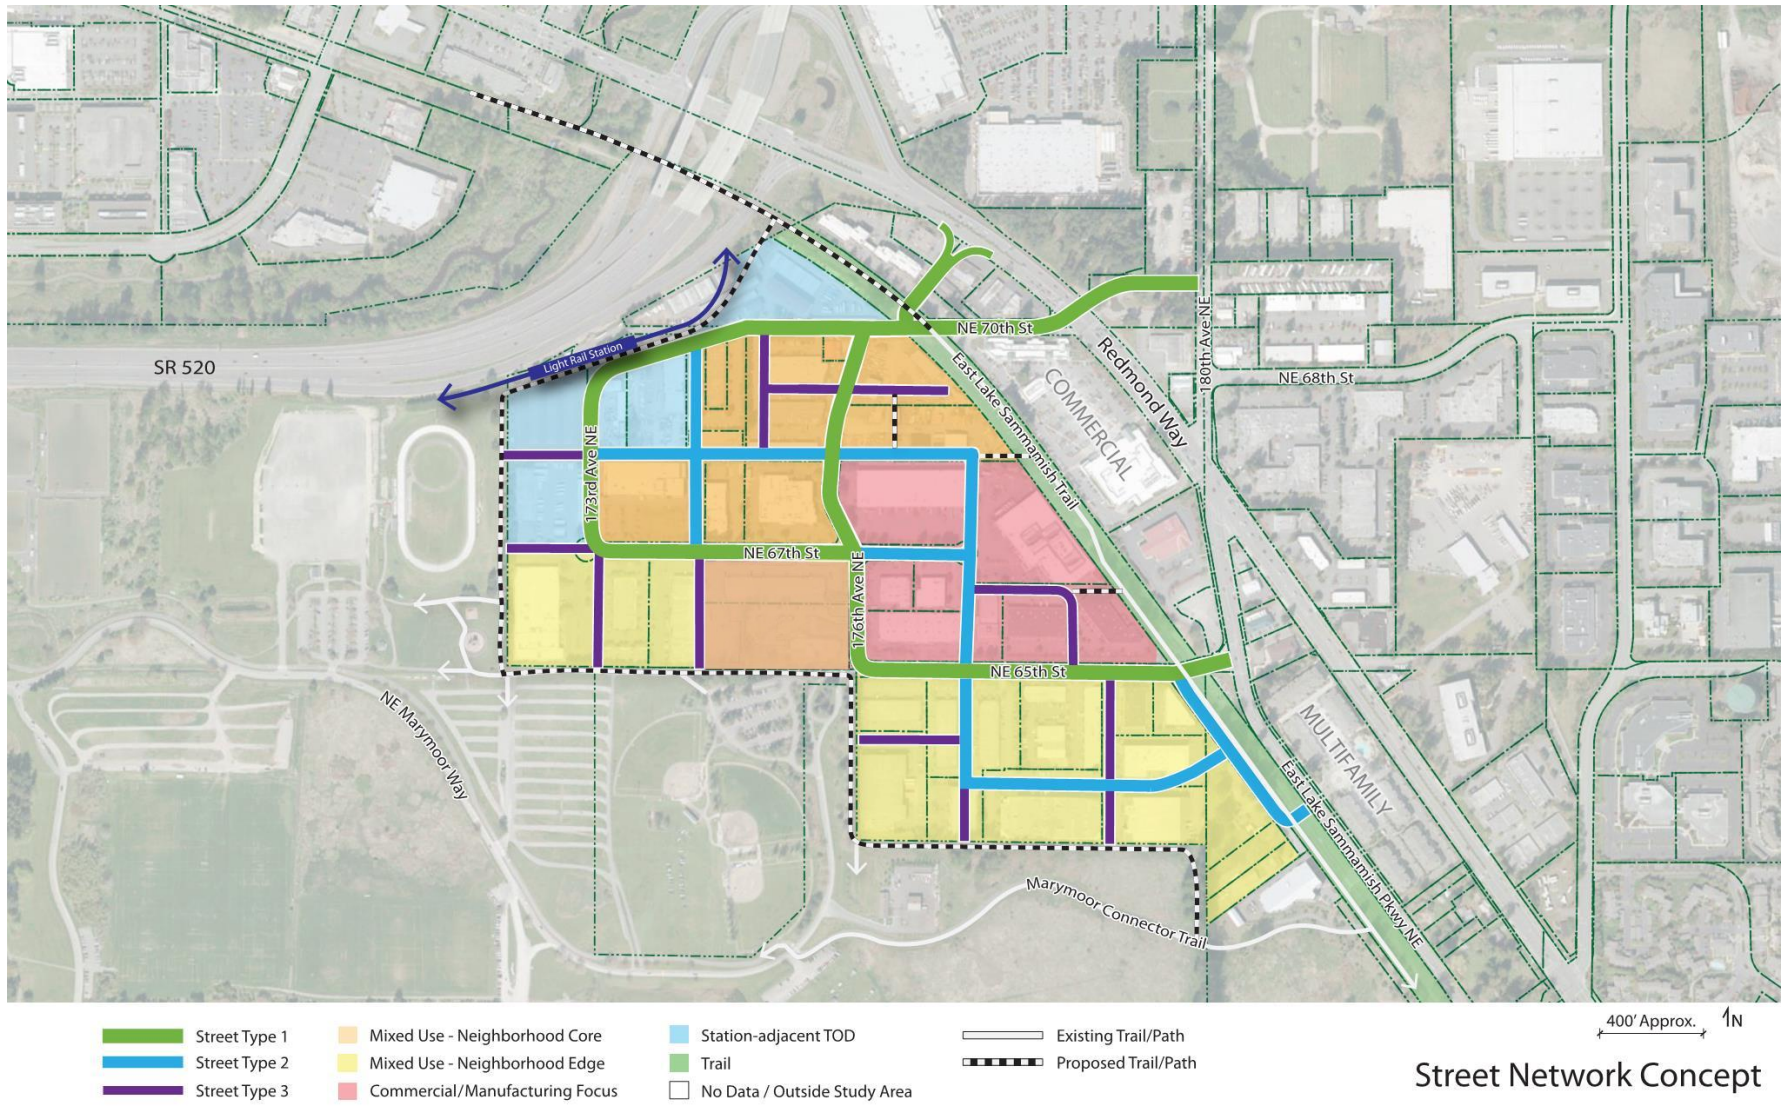 NE 70th St
180th Ave NE
Redmond Way
Light Rail Station
SR 520
East Lake Sammamish Trail
COMMERCIAL
NE 68th St
173rd Ave NE
NE 67th St
176th Ave NE
NE 65th St
NE Marymoor Way
MULTIFAMILY
East Lake Sammamish Pkwy NE
Marymoor Connector Trail
Street Type 1
Street Type 2
Street Type 3
Mixed Use - Neighborhood Core
Mixed Use - Neighborhood Edge
Commercial/Manufacturing Focus
Station-adjacent TOD
Trail
No Data / Outside Study Area
Existing Trail/Path
Proposed Trail/Path
400' Approx.
N
Street Network Concept